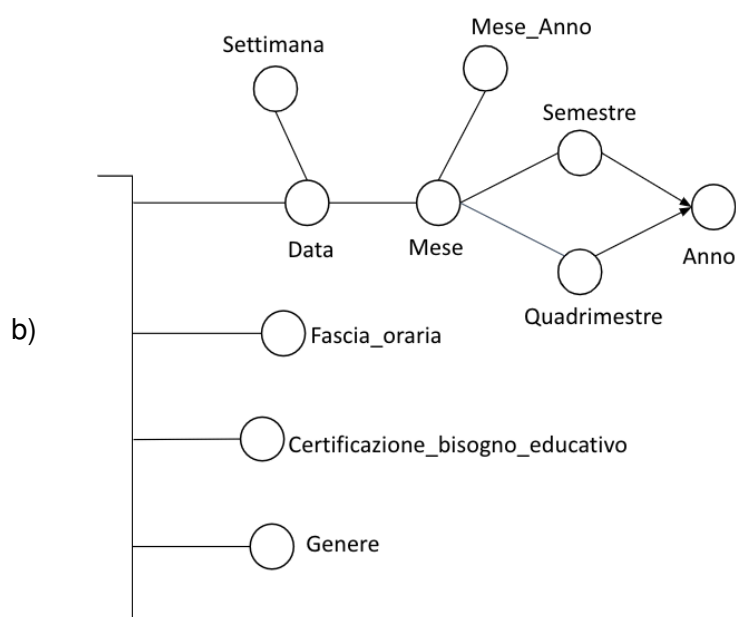 Mese_Anno
Settimana
Semestre
Data
Mese
Anno
Quadrimestre
b)
Fascia_oraria
Certificazione_bisogno_educativo
Genere